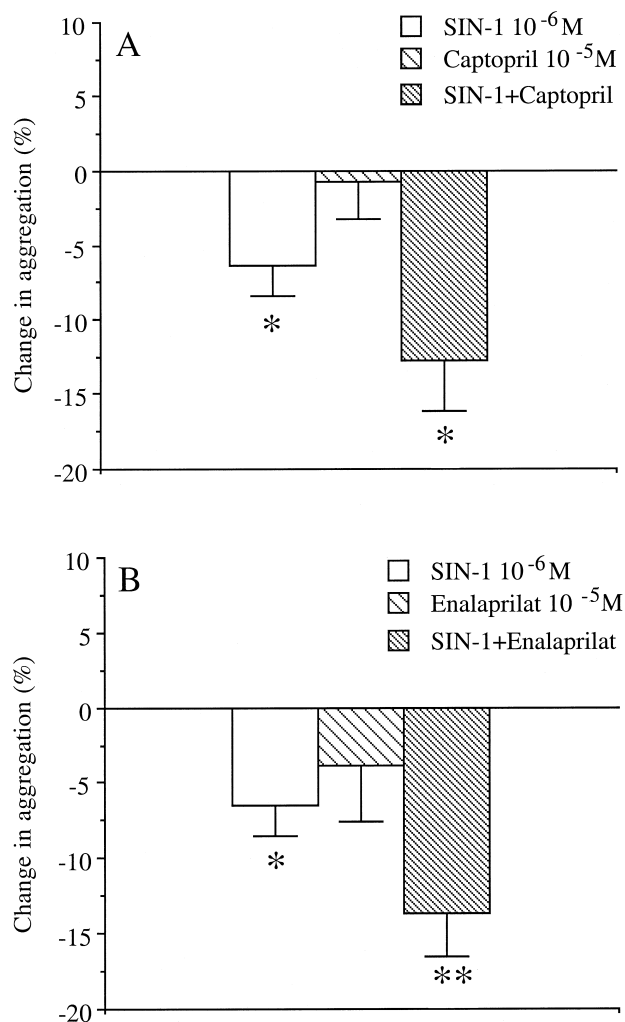 A
SIN-1 10⁻⁶M
Captopril 10⁻⁵M
SIN-1+Captopril
Change in aggregation (%)
10
5
0
-5
-10
-15
-20
*
*
B
SIN-1 10⁻⁶M
Enalaprilat 10⁻⁵M
SIN-1+Enalaprilat
Change in aggregation (%)
10
5
0
-5
-10
-15
-20
*
**